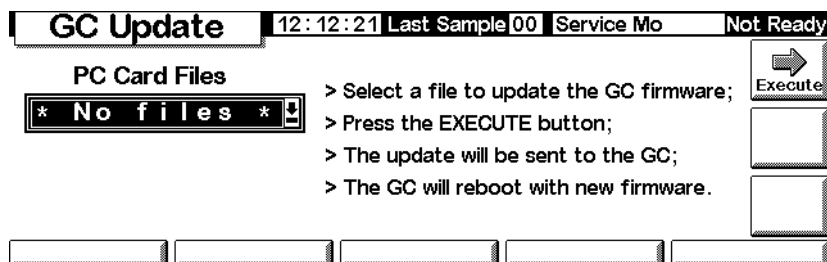 GC Update 12:12:21 Last Sample 00 Service Mo Not Ready
PC Card Files
* No files *
> Select a file to update the GC firmware;
> Press the EXECUTE button;
> The update will be sent to the GC;
> The GC will reboot with new firmware.
Execute